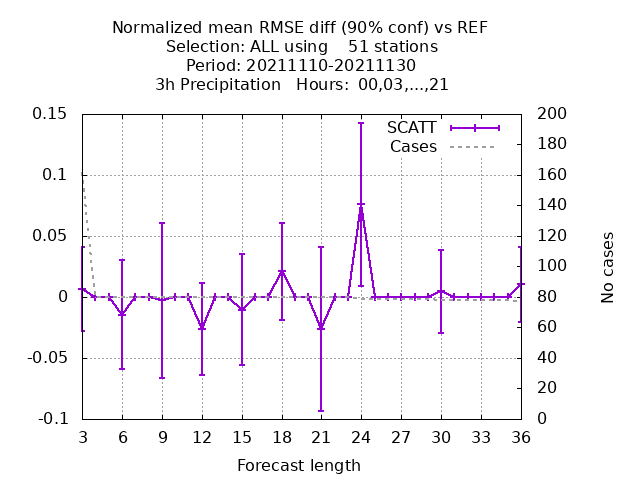 Normalized mean RMSE diff (90% conf) vs REF
Selection: ALL using 51 stations
Period: 20211110-20211130
3h Precipitation Hours: 00,03,...,21
0.15 200
SCATT
180
Cases
0.1 160
140
0.05 120
100
0 80
60
-0.05 40
20
-0.1 0
No cases
3 6 9 12 15 18 21 24 27 30 33 36
Forecast length